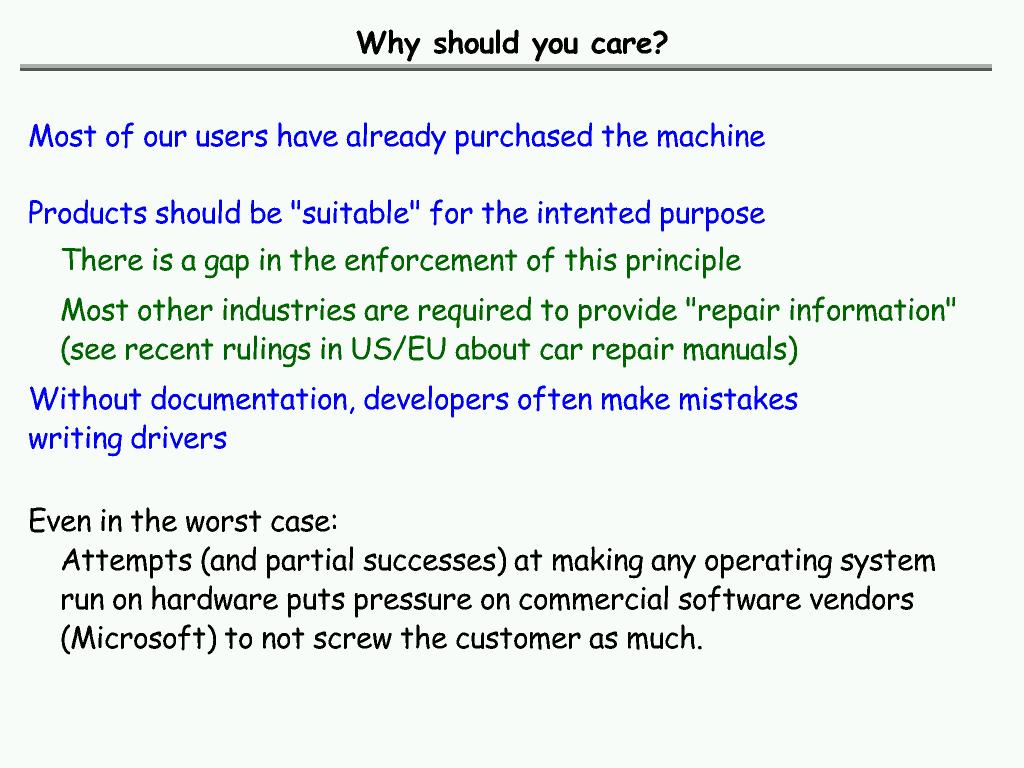 Why should you care?
Most of our users have already purchased the machine
Products should be "suitable" for the intented purpose
There is a gap in the enforcement of this principle
Most other industries are required to provide "repair information"
(see recent rulings in US/EU about car repair manuals)
Without documentation, developers often make mistakes
writing drivers
Even in the worst case:
Attempts (and partial successes) at making any operating system
run on hardware puts pressure on commercial software vendors
(Microsoft) to not screw the customer as much.